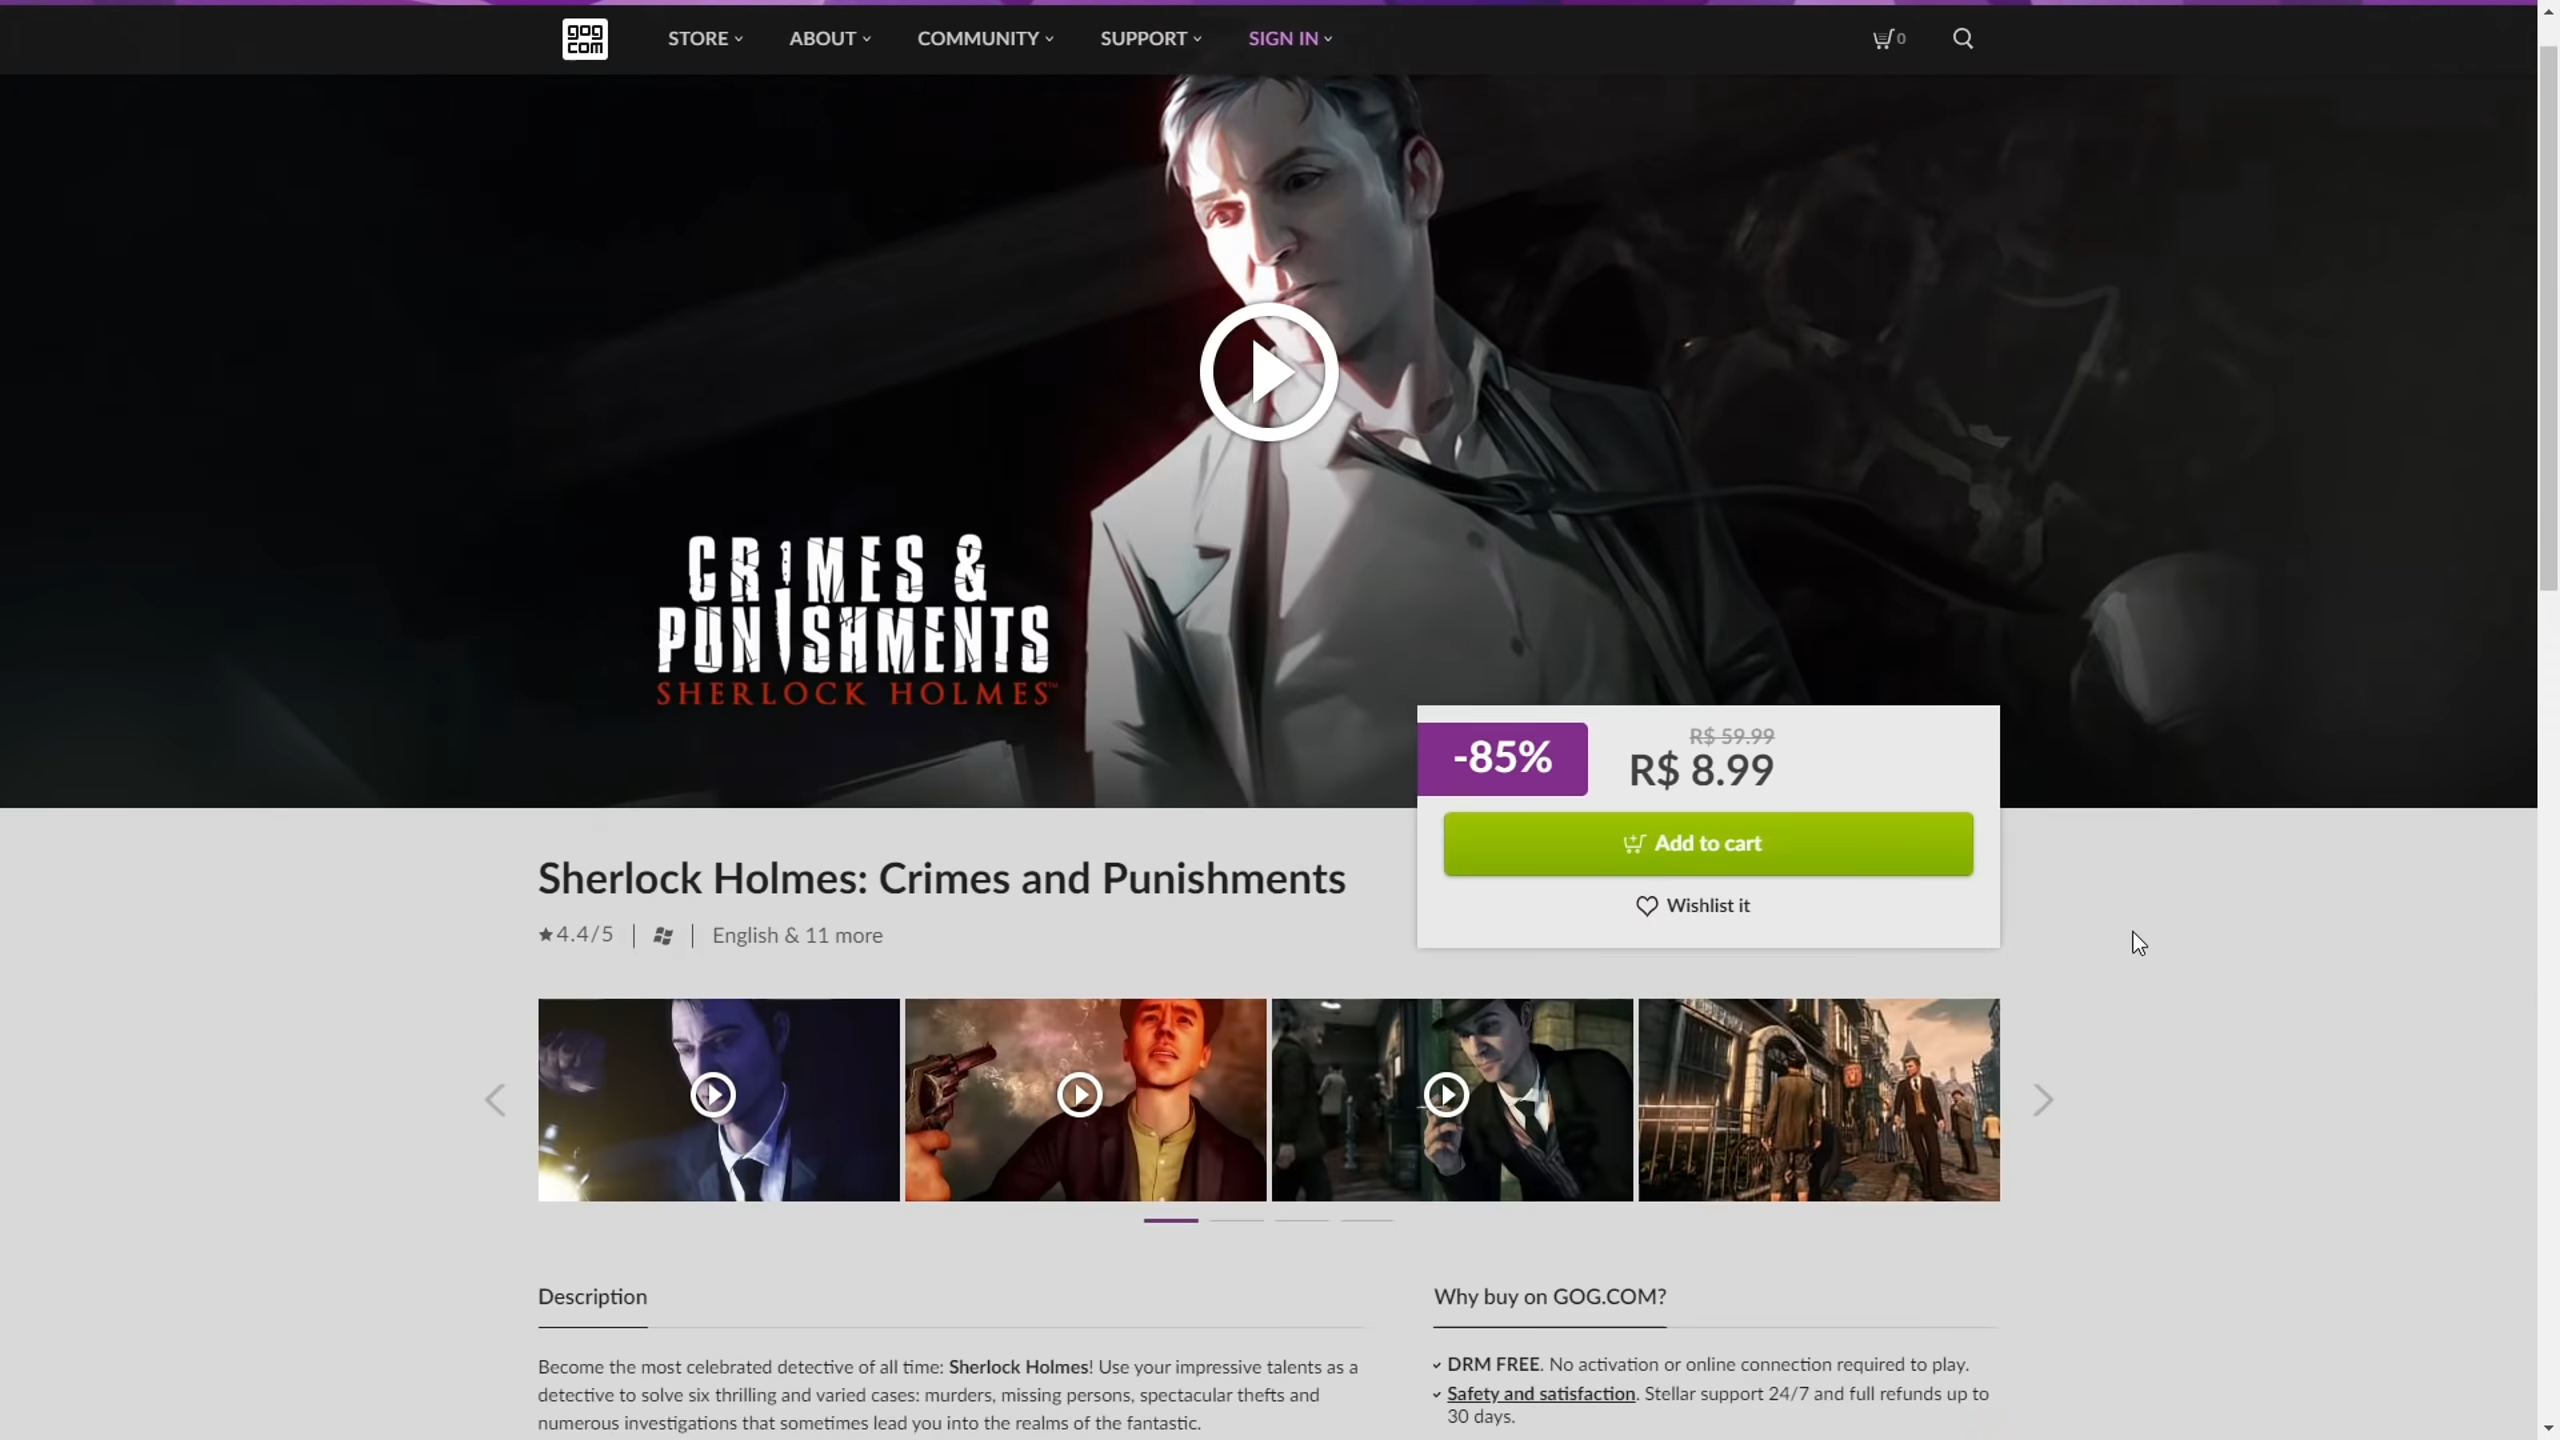 gog
com
STORE
ABOUT
COMMUNITY
SUPPORT
SIGN IN
0
CRIMES &
PUNISHMENTS
SHERLOCK HOLMES™
-85%
R$ 59.99
R$ 8.99
Add to cart
Wishlist it
Sherlock Holmes: Crimes and Punishments
4.4/5
English & 11 more
Description
Become the most celebrated detective of all time: Sherlock Holmes! Use your impressive talents as a
detective to solve six thrilling and varied cases: murders, missing persons, spectacular thefts and
numerous investigations that sometimes lead you into the realms of the fantastic.
Why buy on GOG.COM?
DRM FREE. No activation or online connection required to play.
Safety and satisfaction. Stellar support 24/7 and full refunds up to
30 days.